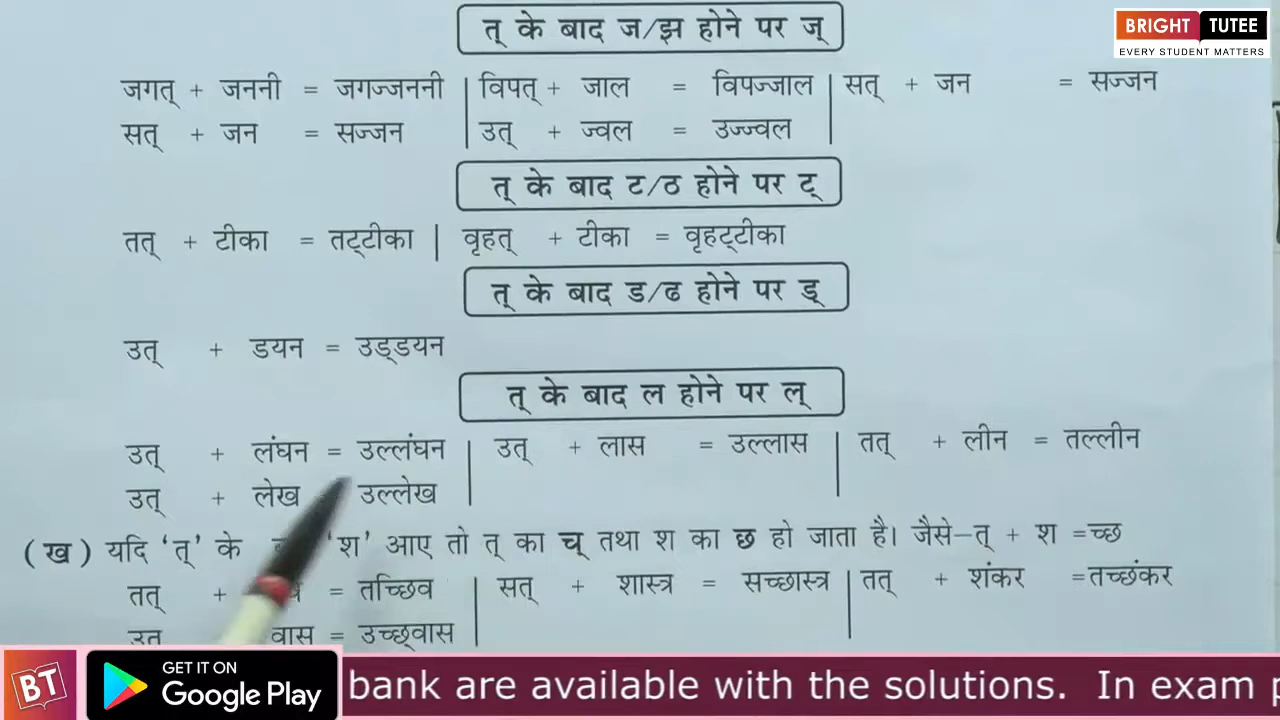 त् के बाद ज/झ होने पर ज्
BRIGHT TUTEE
EVERY STUDENT MATTERS
जगत् + जननी = जगज्जननी | विपत् + जाल = विपज्जाल | सत् + जन = सज्जन
सत् + जन = सज्जन | उत् + ज्वल = उज्ज्वल |
त् के बाद ट/ठ होने पर ट्
तत् + टीका = तट्टीका | वृहत् + टीका = वृहट्टीका
त् के बाद ड/ढ होने पर ड्
उत् + डयन = उड्डयन
त् के बाद ल होने पर ल्
उत् + लंघन = उल्लंघन | उत् + लास = उल्लास | तत् + लीन = तल्लीन
उत् + लेख उल्लेख
(ख) यदि ‘त्’ के ‘श’ आए तो त् का च् तथा श का छ हो जाता है। जैसे–त् + श =च्छ
तत् + = तच्छिव | सत् + शास्त्र = सच्छास्त्र | तत् + शंकर =तच्छंकर
उत् वास = उच्छ्वास
BT
GET IT ON
Google Play
bank are available with the solutions. In exam p